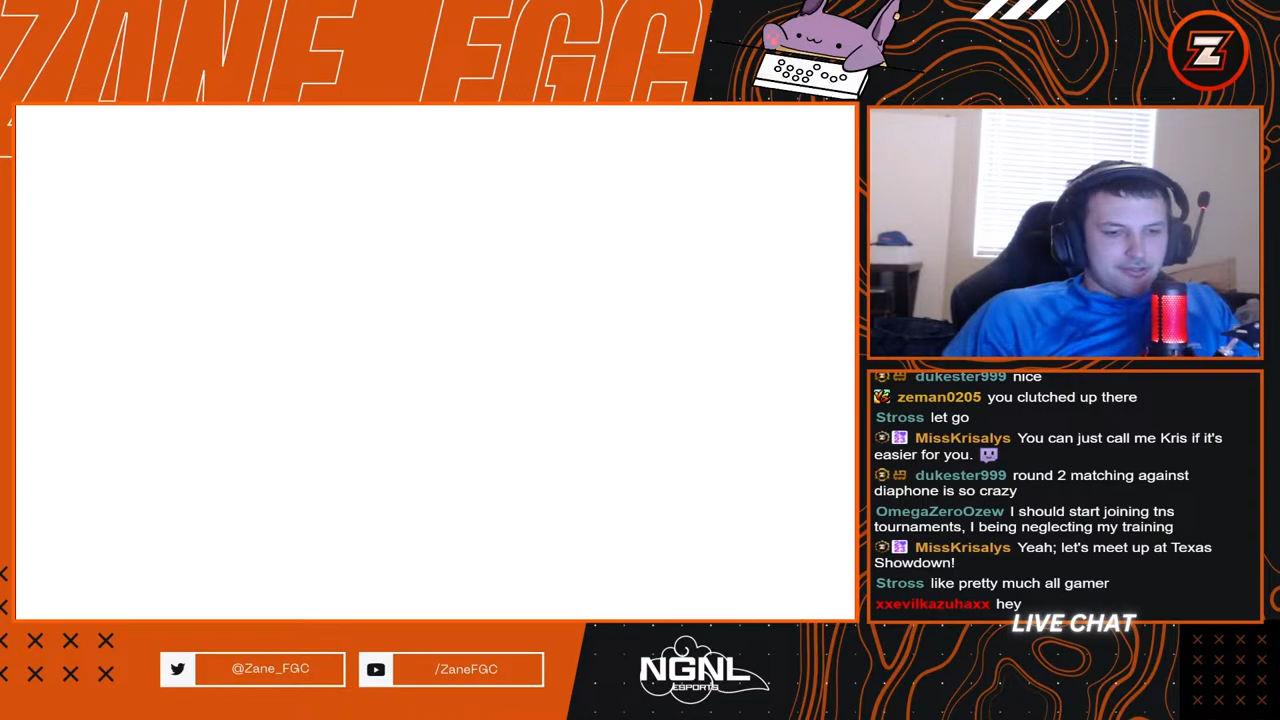 ZANE_FGC
Z
dukester999 nice
zeman0205 you clutched up there
Stross let go
MissKrisalys You can just call me Kris if it's
easier for you.
dukester999 round 2 matching against
diaphone is so crazy
OmegaZeroOzew I should start joining tns
tournaments, I being neglecting my training
MissKrisalys Yeah; let's meet up at Texas
Showdown!
Stross like pretty much all gamer
xxevilkazuhaxx hey
LIVE CHAT
@Zane_FGC
/ZaneFGC
NGNL
ESPORTS